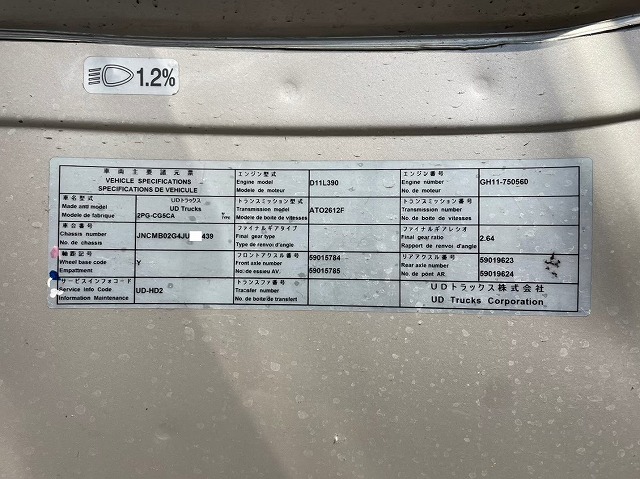 1.2%
車両主要諸元票
VEHICLE SPECIFICATIONS
SPECIFICATIONS DE VEHICULE
エンジン型式
Engine model
Modele de moteur
D11L390
エンジン番号
Engine number
No. de moteur
GH11-750560
車名型式
Made anti model
Modele de fabrique
UDトラックス
UD Trucks
2PG-CG5CA
トランスミッション型式
Transmission model
Modere de boite de vitesses
ATO2612F
トランスミッション番号
Transmission number
No. de boite de vitesses
車台番号
Chassis number
No. de chassis
JNCMB02G4JU 439
ファイナルギアタイプ
Final gear type
Type de renvoi d'angle
ファイナルギアレシオ
Final gear ratio
Rapport de renvoi d'angle
2.64
軸距記号
Wheel base code
Empattment
Y
フロントアクスル番号
Front axle number
No. de essieu AV
59015784
59015785
リアアクスル番号
Rear axle number
No. de pont AR
59019623
59019624
サービスインフォコード
Service info Code
Information Maintenance
UD-HD2
トランスファ番号
Tracafer number
No. de boite de transfert
UDトラックス株式会社
UD Trucks Corporation